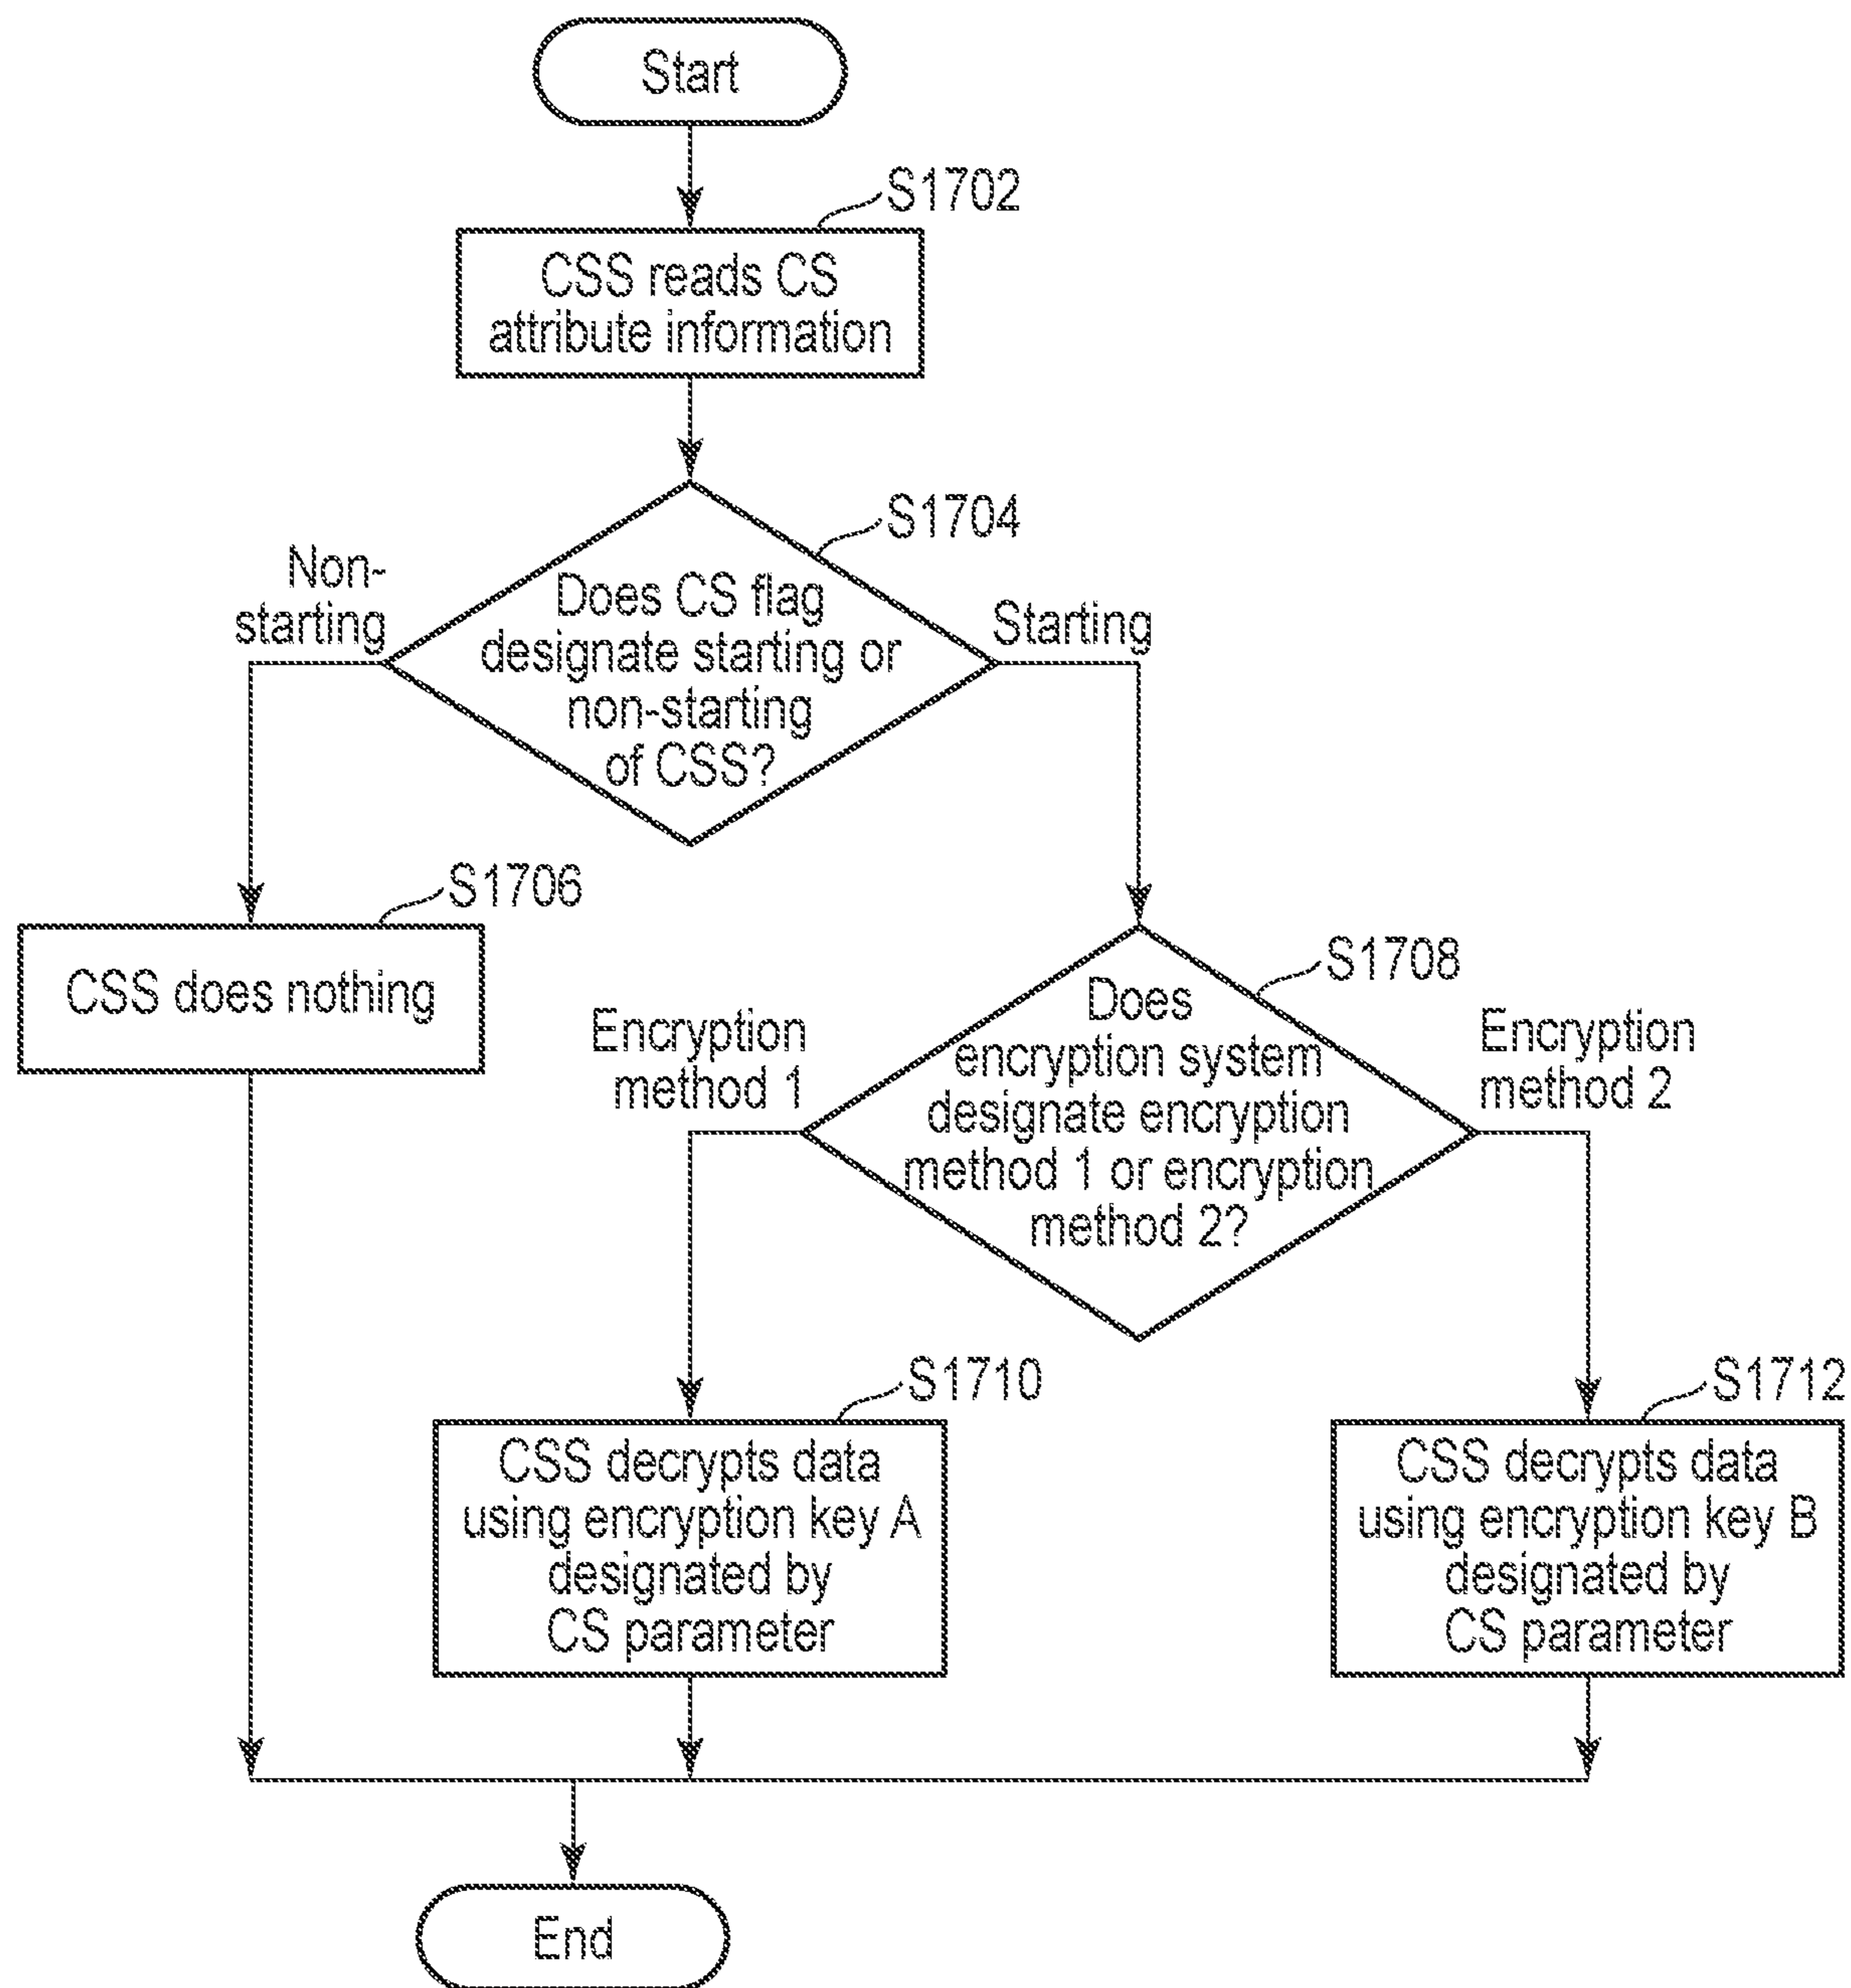 Start
S1702
CSS reads CS
attribute information
S1704
Non-
starting
Does CS flag
designate starting or
non-starting
of CSS?
Starting
S1706
CSS does nothing
S1708
Encryption
method 1
Does
encryption system
designate encryption
method 1 or encryption
method 2?
Encryption
method 2
S1710
CSS decrypts data
using encryption key A
designated by
CS parameter
S1712
CSS decrypts data
using encryption key B
designated by
CS parameter
End